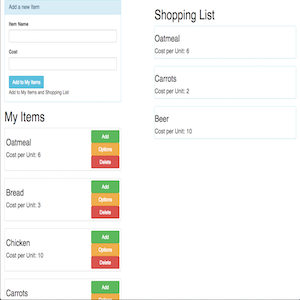 Add a new Item
Item Name
Cost
Add to My Items
Add to My Items and Shopping List
My Items
Oatmeal
Cost per Unit: 6
Add
Options
Delete
Bread
Cost per Unit: 3
Add
Options
Delete
Chicken
Cost per Unit: 10
Add
Options
Delete
Carrots
Add
Options
Shopping List
Oatmeal
Cost per Unit: 6
Carrots
Cost per Unit: 2
Beer
Cost per Unit: 10